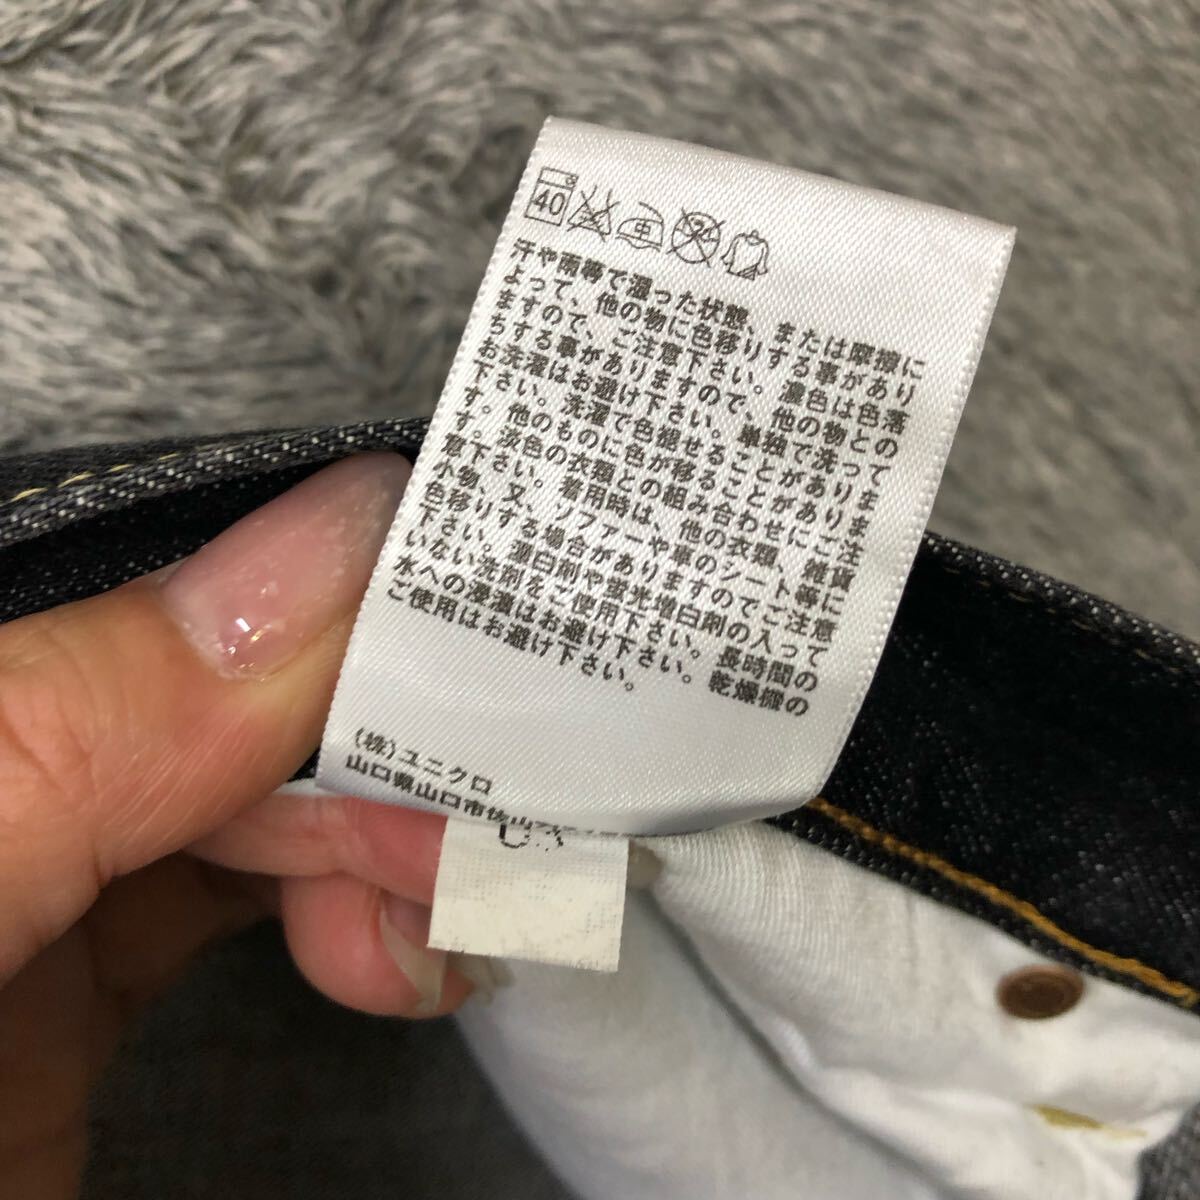 40 中
汗や雨等で湿った状態、または摩擦に
よって、他の物に色移りする事があり
ますので、ご注意下さい。濃色の物は色落
ちする事がありますので、他の物と
お洗濯はお避け下さい。単独で洗って
下さい。洗濯で色褪せることがあります
す。他のものに色が移ることがあります
す。淡色の衣類との組み合わせにご注
意下さい。着用時は、他の衣類、雑貨
小物、ソファーや車のシート等に
色移りする場合がありますのでご注意
下さい。又、蛍光増白剤の入って
いない洗剤をご使用下さい。長時間の
水への浸漬はお避け下さい。乾燥機の
ご使用はお避け下さい。
(株)ユニクロ
山口県山口市佐山